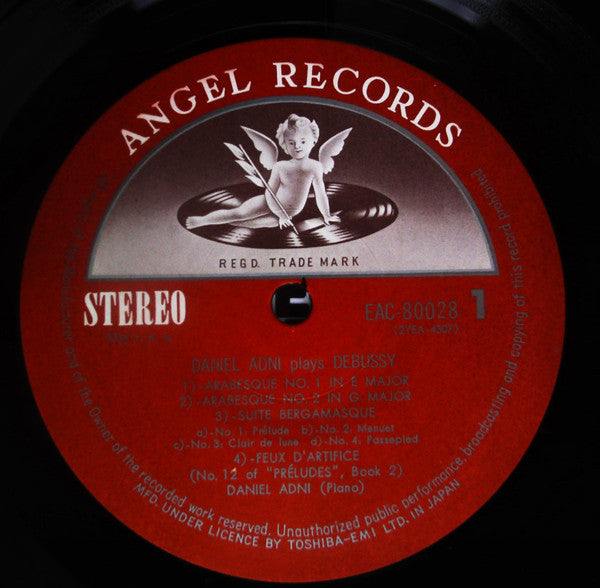 ANGEL RECORDS
REGD. TRADE MARK
STEREO
EAC-80028 1
(2YEA-4307)
DANIEL ADNI plays DEBUSSY
1)-ARABESQUE NO. 1 IN E MAJOR
2)-ARABESQUE NO. 2 IN G MAJOR
3)-SUITE BERGAMASQUE
a)-No. 1: Prélude b)-No. 2: Menuet
c)-No. 3: Clair de lune d)-No. 4: Passepied
4)-FEUX D'ARTIFICE
(No. 12 of "PRÉLUDES", Book 2)
DANIEL ADNI (Piano)
and of the Owner of the recorded work reserved. Unauthorized public performance, broadcasting and copying of this record prohibited
MFD. UNDER LICENCE BY TOSHIBA-EMI LTD. IN JAPAN